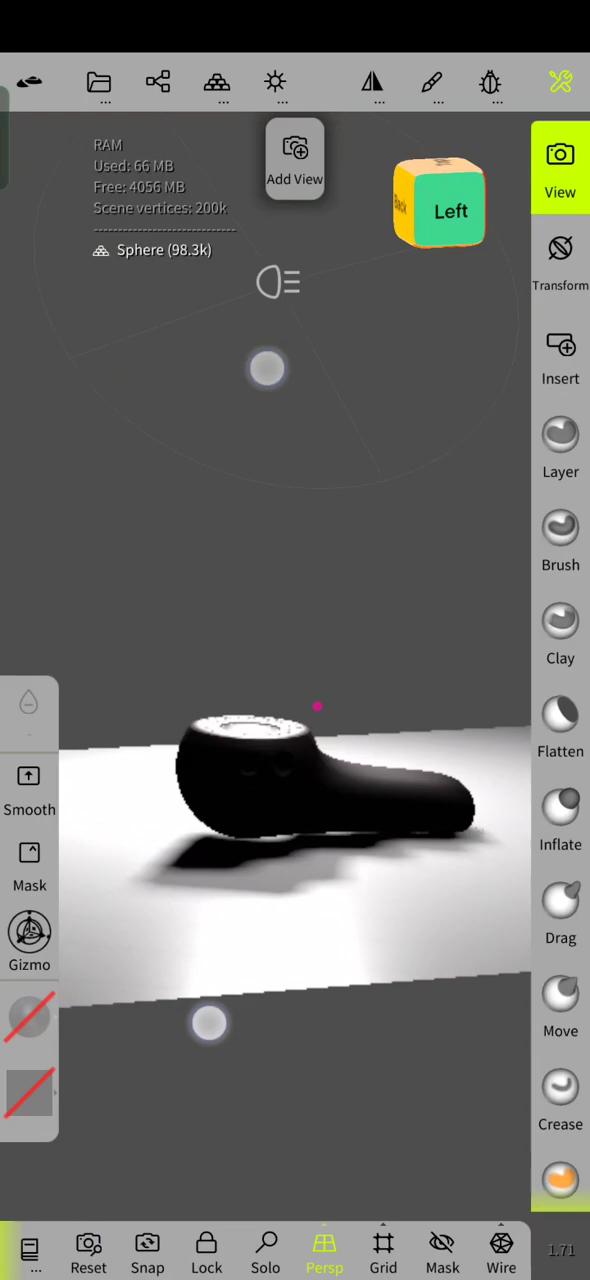 RAM
Used: 66 MB
Free: 4056 MB
Scene vertices: 200k
-----------------------------
Sphere (98.3k)
Add View
Back
Left
View
Transform
Insert
Layer
Brush
Clay
Flatten
Inflate
Drag
Move
Crease
Smooth
Mask
Gizmo
...
Reset
Snap
Lock
Solo
Persp
Grid
Mask
Wire
1.71